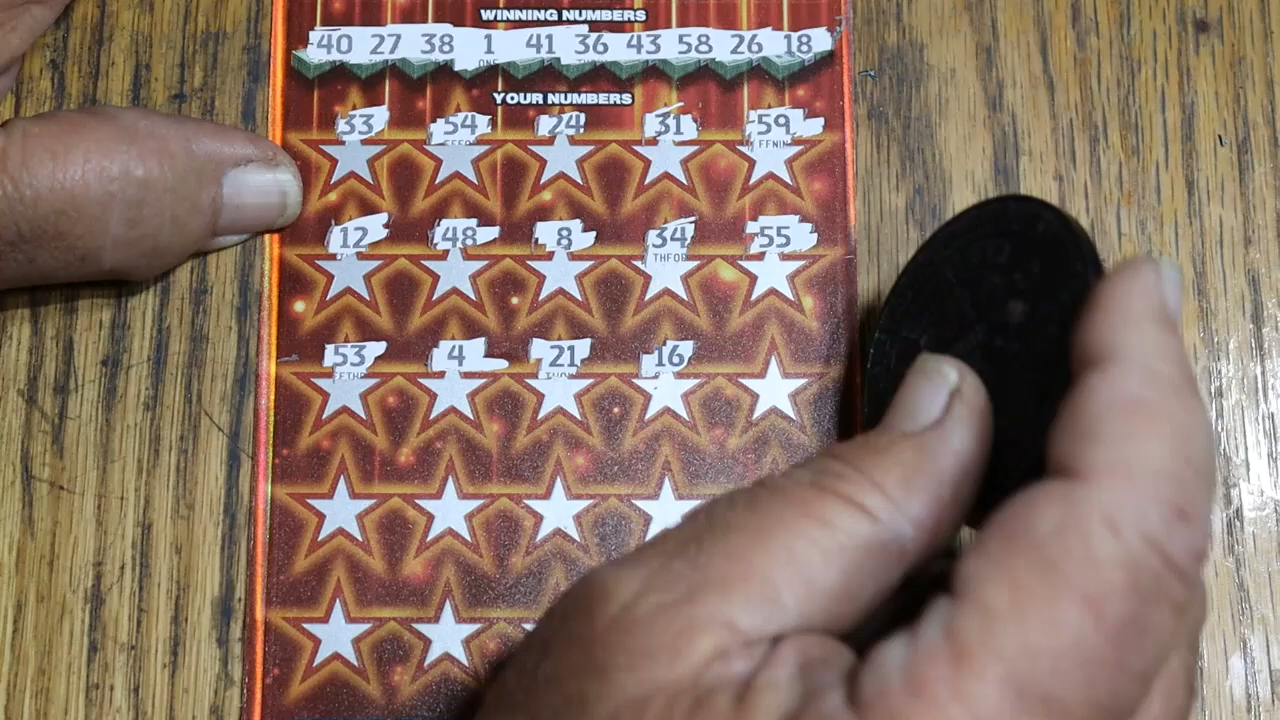 WINNING NUMBERS
40 27 38 1 41 36 43 58 26 18
ONE
YOUR NUMBERS
33 54 24 31 59
12 48 8 34 55
53 4 21 16